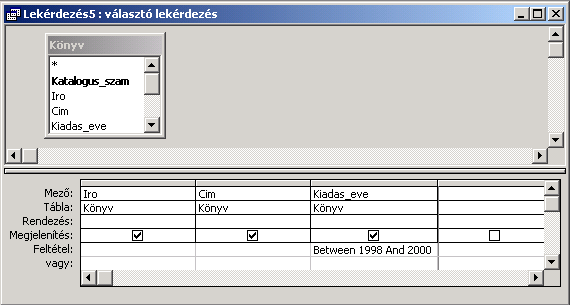 Lekérdezés5 : választó lekérdezés
Könyv
*
Katalogus_szam
Iro
Cim
Kiadas_eve
Mező: Iro Cim Kiadas_eve
Tábla: Könyv Könyv Könyv
Rendezés:
Megjelenítés:
Feltétel: Between 1998 And 2000
vagy: